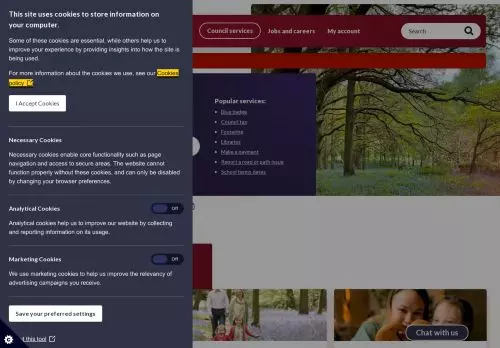 This site uses cookies to store information on
your computer.
Some of these cookies are essential, while others help us to
improve your experience by providing insights into how the site is
being used.
For more information about the cookies we use, see our Cookies
policy
I Accept Cookies
Necessary Cookies
Necessary cookies enable core functionality such as page
navigation and access to secure areas. The website cannot
function properly without these cookies, and can only be disabled
by changing your browser preferences.
Analytical Cookies
Off
Analytical cookies help us to improve our website by collecting
and reporting information on its usage.
Marketing Cookies
Off
We use marketing cookies to help us improve the relevancy of
advertising campaigns you receive.
Save your preferred settings
t this tool
Council services
Jobs and careers
My account
Search
Popular services:
Blue badge
Council tax
Fostering
Libraries
Make a payment
Report a road or path issue
School terms dates
Chat with us